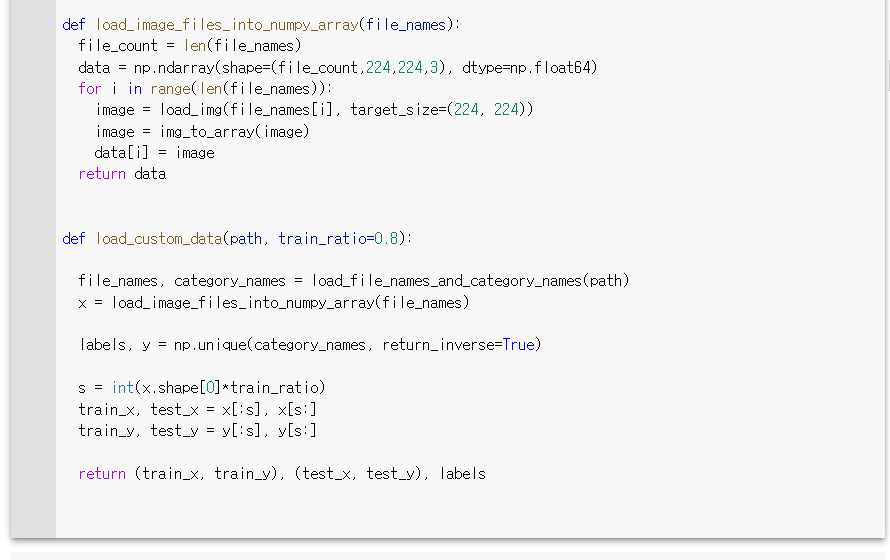 def load_image_files_into_numpy_array(file_names):
file_count = len(file_names)
data = np.ndarray(shape=(file_count,224,224,3), dtype=np.float64)
for i in range(len(file_names)):
image = load_img(file_names[i], target_size=(224, 224))
image = img_to_array(image)
data[i] = image
return data
def load_custom_data(path, train_ratio=0.8):
file_names, category_names = load_file_names_and_category_names(path)
x = load_image_files_into_numpy_array(file_names)
labels, y = np.unique(category_names, return_inverse=True)
s = int(x.shape[0]*train_ratio)
train_x, test_x = x[:s], x[s:]
train_y, test_y = y[:s], y[s:]
return (train_x, train_y), (test_x, test_y), labels